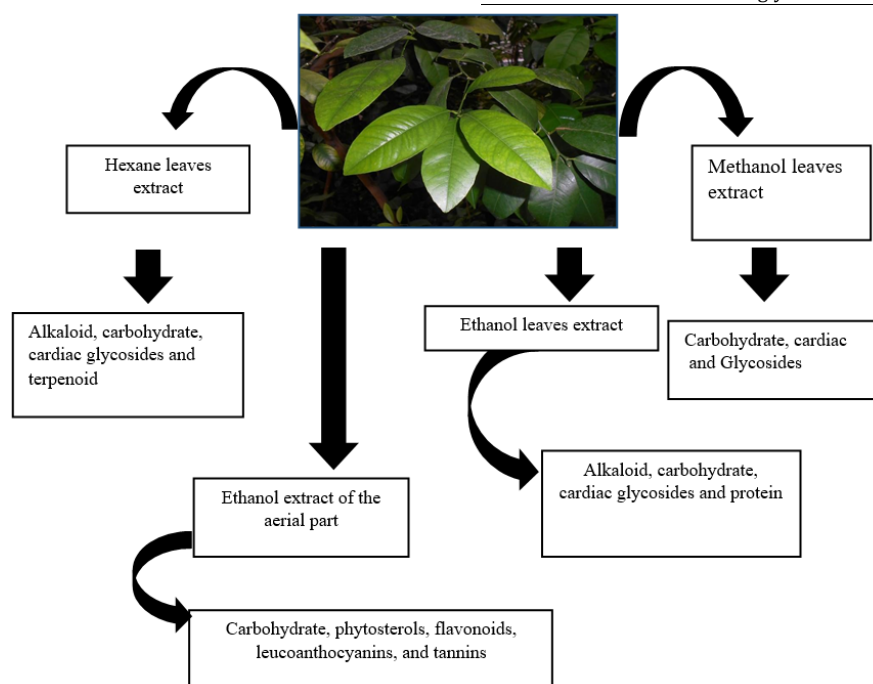 Hexane leaves
extract
Methanol leaves
extract
Alkaloid, carbohydrate,
cardiac glycosides and
terpenoid
Ethanol leaves extract
Carbohydrate, cardiac
and Glycosides
Alkaloid, carbohydrate,
cardiac glycosides and protein
Ethanol extract of the
aerial part
Carbohydrate, phytosterols, flavonoids,
leucoanthocyanins, and tannins